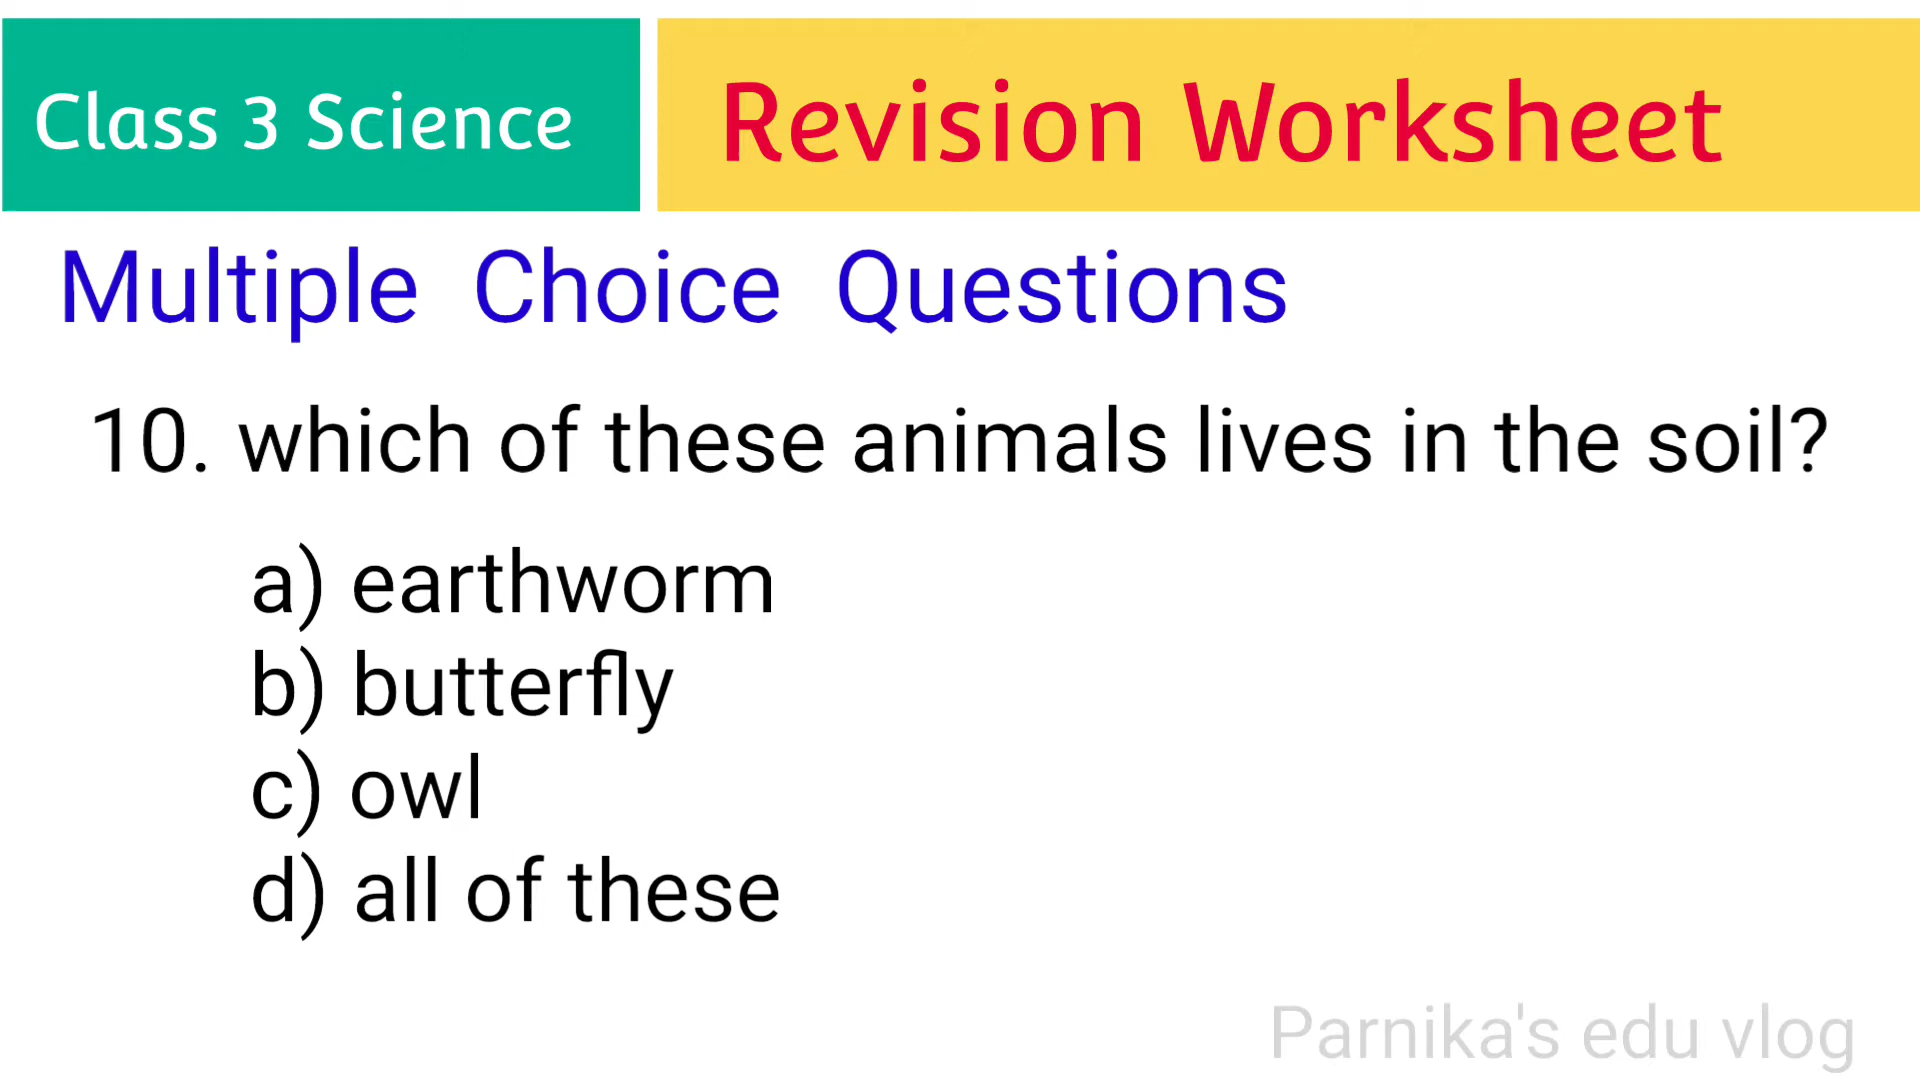 Class 3 Science
Revision Worksheet
Multiple Choice Questions
10. which of these animals lives in the soil?
a) earthworm
b) butterfly
c) owl
d) all of these
Parnika's edu vlog